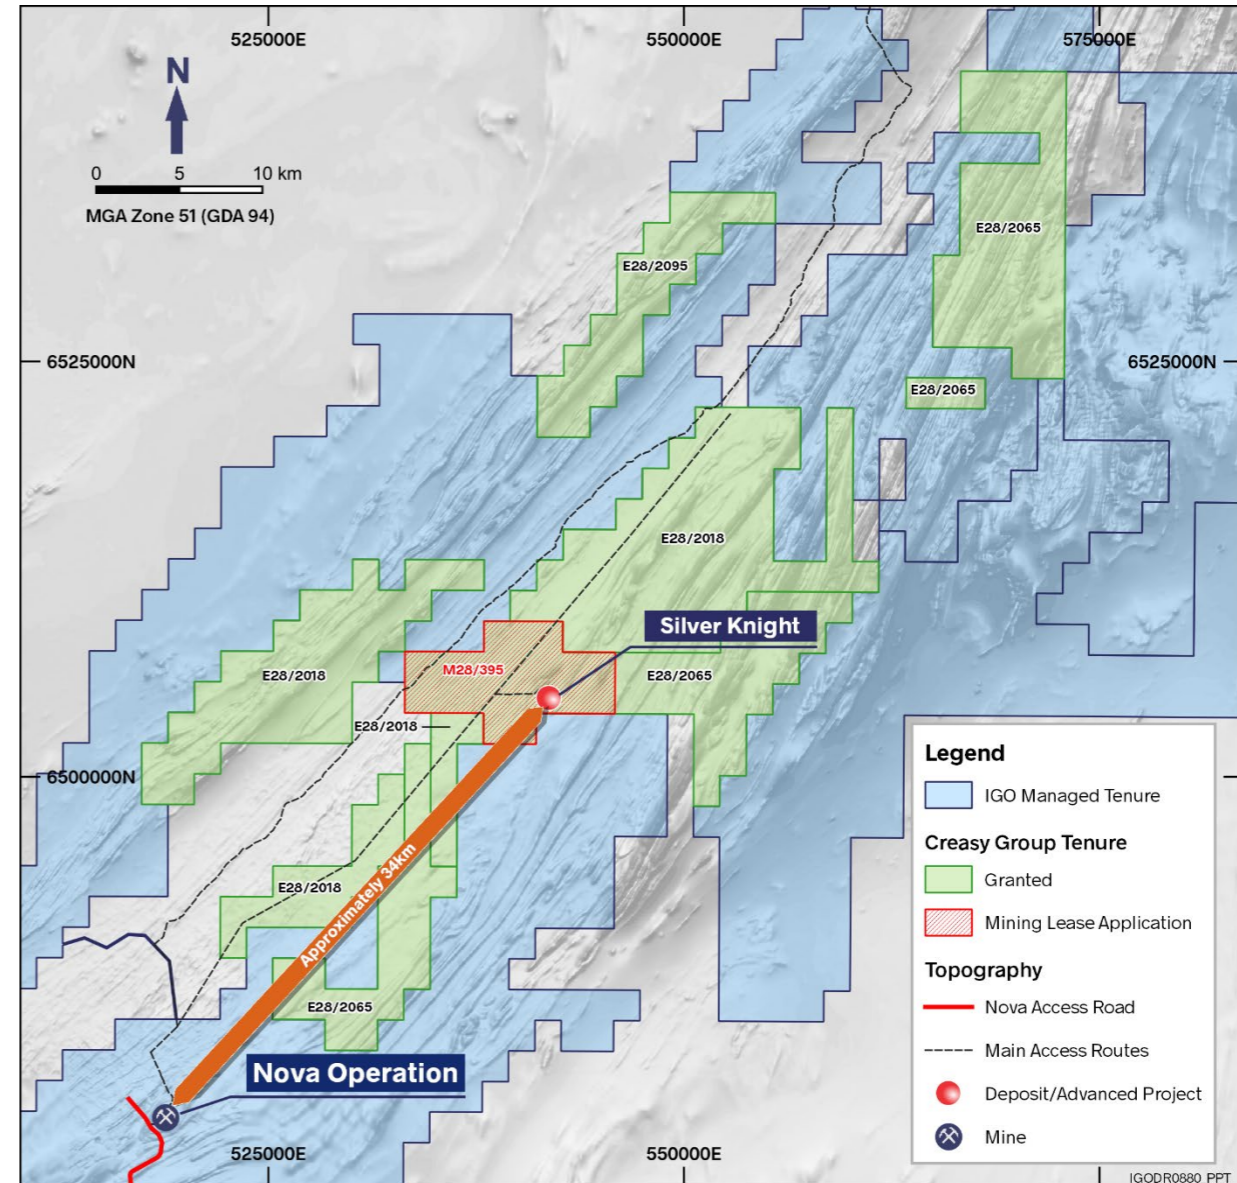 525000E
550000E
575000E
N
0 5 10 km
MGA Zone 51 (GDA 94)
E28/2065
E28/2095
6525000N
6525000N
E28/2065
E28/2018
Silver Knight
M28/395
E28/2018
E28/2065
E28/2018
6500000N
Approximately 34km
E28/2018
E28/2065
Nova Operation
525000E
550000E
Legend
IGO Managed Tenure
Creasy Group Tenure
Granted
Mining Lease Application
Topography
Nova Access Road
Main Access Routes
Deposit/Advanced Project
Mine
IGODR0880_PPT